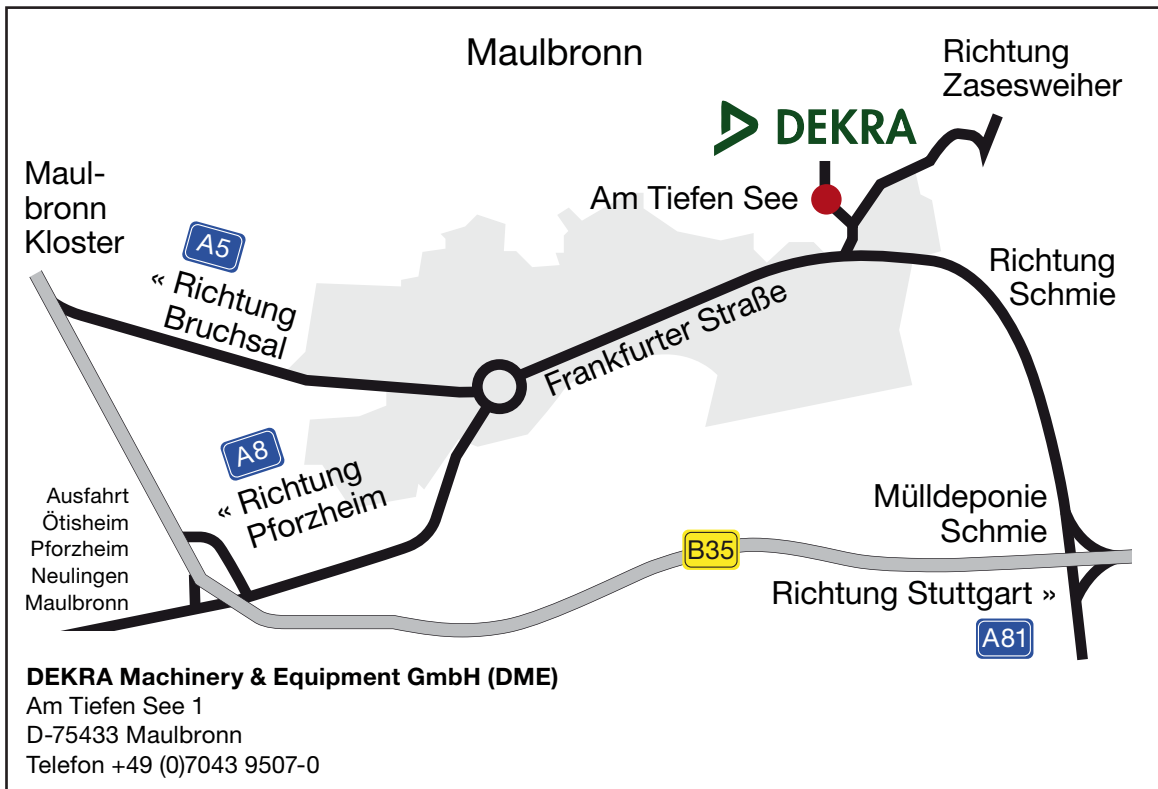 Maulbronn
Richtung
Zasesweiher
DEKRA
Maul-
bronn
Kloster
Am Tiefen See
A5
« Richtung
Bruchsal
Richtung
Schmie
Frankfurter Straße
A8
« Richtung
Pforzheim
Ausfahrt
Ötisheim
Pforzheim
Neulingen
Maulbronn
Mülldeponie
Schmie
B35
Richtung Stuttgart »
A81
DEKRA Machinery & Equipment GmbH (DME)
Am Tiefen See 1
D-75433 Maulbronn
Telefon +49 (0)7043 9507-0